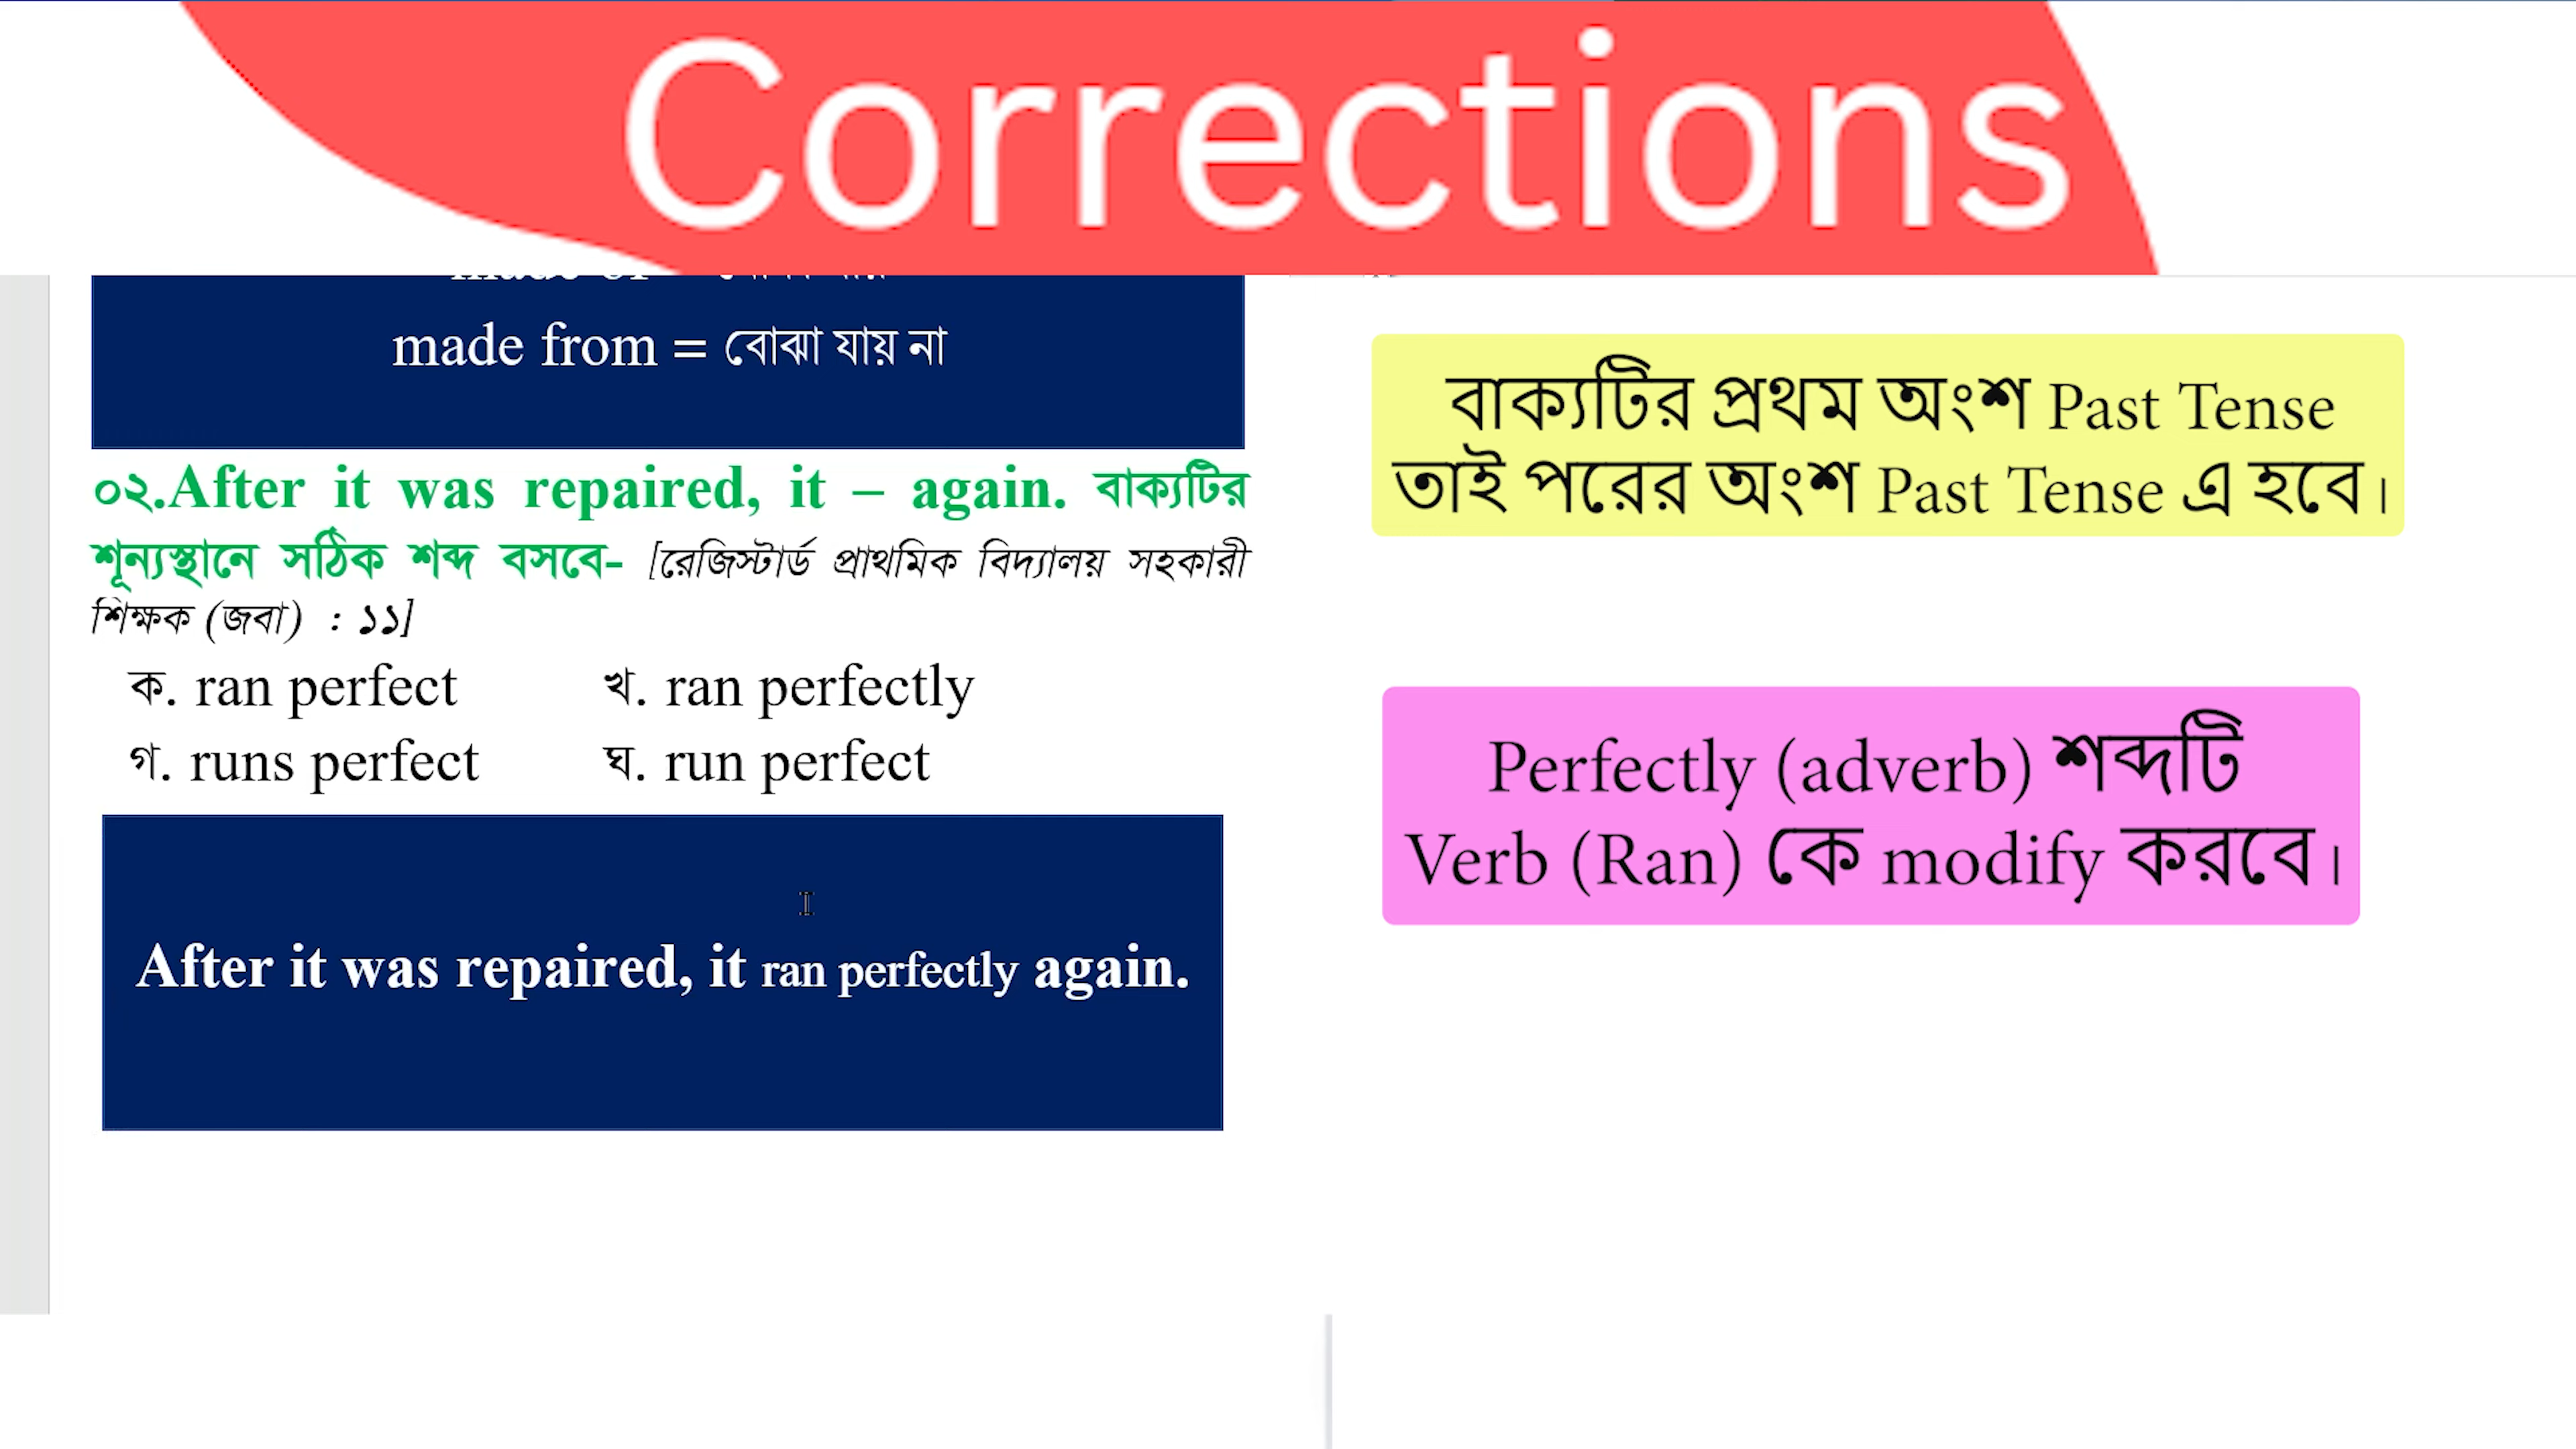 Corrections
made from = বোঝা যায় না
০২.After it was repaired, it – again. বাক্যটির
শূন্যস্থানে সঠিক শব্দ বসবে- [রেজিস্টার্ড প্রাথমিক বিদ্যালয় সহকারী
শিক্ষক (জবা) : ১১]
ক. ran perfect খ. ran perfectly
গ. runs perfect ঘ. run perfect
After it was repaired, it ran perfectly again.
বাক্যটির প্রথম অংশ Past Tense
তাই পরের অংশ Past Tense এ হবে।
Perfectly (adverb) শব্দটি
Verb (Ran) কে modify করবে।